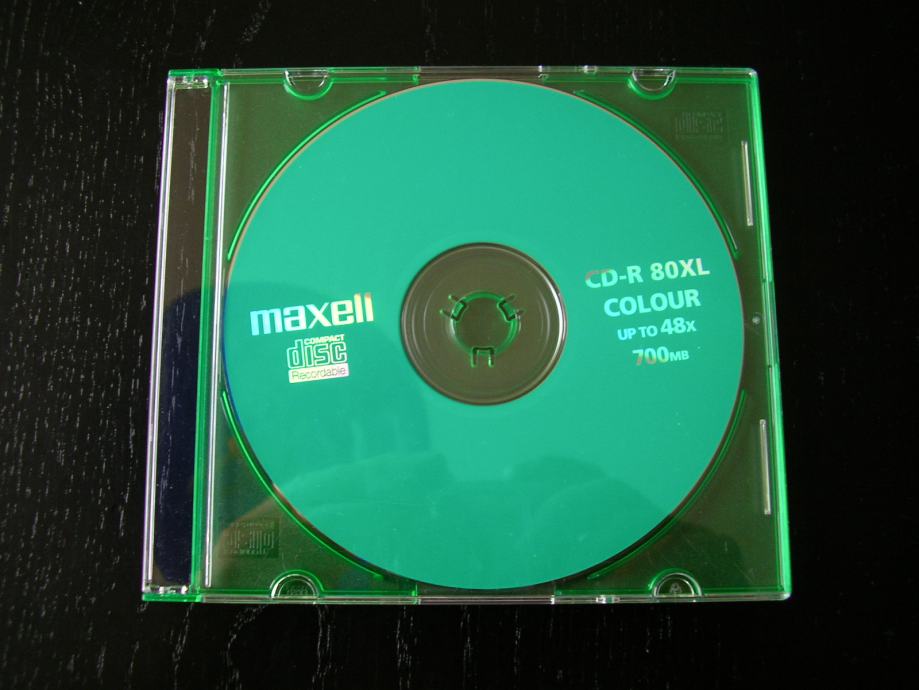 maxell
COMPACT
disc
Recordable
CD-R 80XL
COLOUR
UP TO 48X
700MB